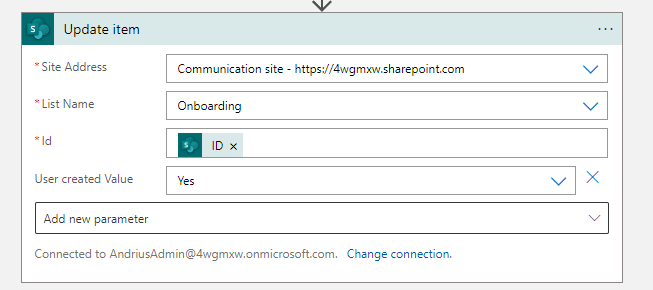 Update item
* Site Address
Communication site - https://4wgmxw.sharepoint.com
* List Name
Onboarding
* Id
ID ×
User created Value
Yes
Add new parameter
Connected to AndriusAdmin@4wgmxw.onmicrosoft.com. Change connection.